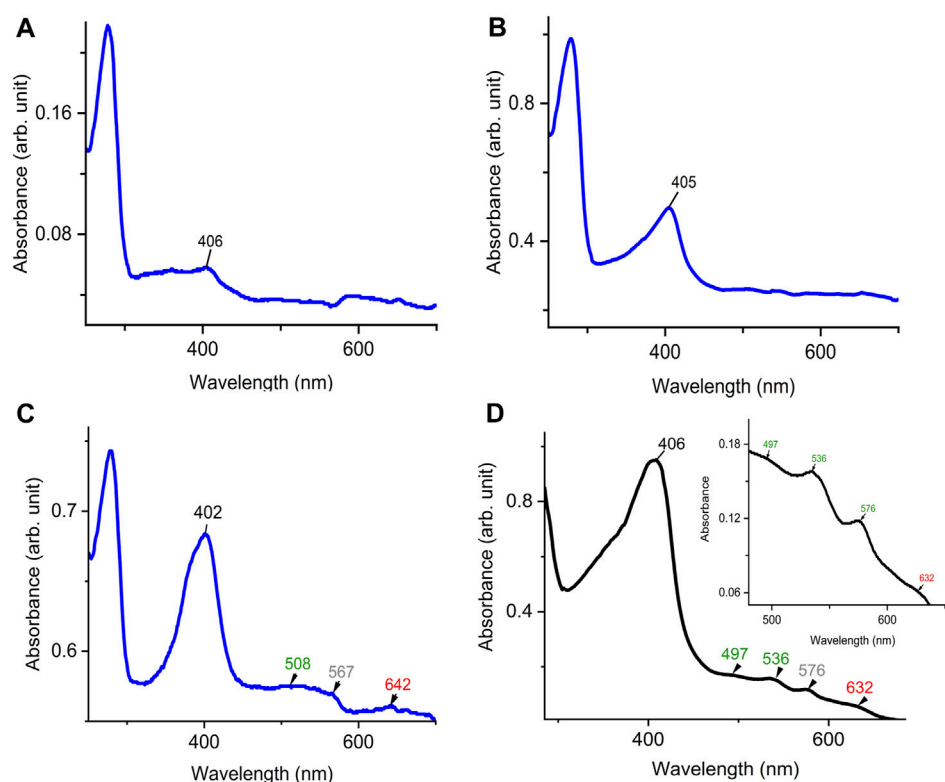 A
Absorbance (arb. unit)
0.16
0.08
406
400
600
Wavelength (nm)
B
Absorbance (arb. unit)
0.8
0.4
405
400
600
Wavelength (nm)
C
Absorbance (arb. unit)
0.7
0.6
402
508
567
642
400
600
Wavelength (nm)
D
Absorbance (arb. unit)
0.8
0.4
406
497
536
576
632
400
600
Wavelength (nm)
Absorbance
0.18
0.12
0.06
497
536
576
632
500
600
Wavelength (nm)